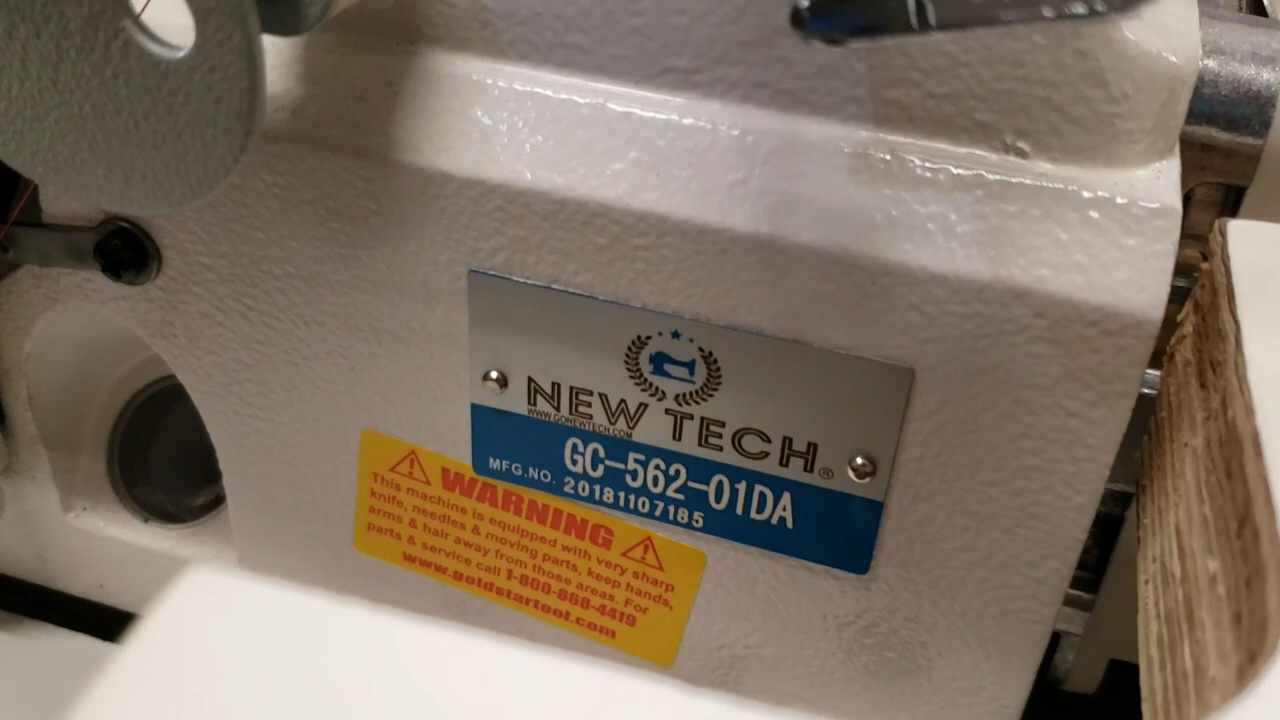 NEW TECH®
WWW.GONEWTECH.COM
GC-562-01DA
MFG.NO. 20181107185
WARNING
This machine is equipped with very sharp
knife, needles & moving parts, keep hands,
arms & hair away from those areas. For
parts & service call 1-800-868-4419
www.goldstartool.com